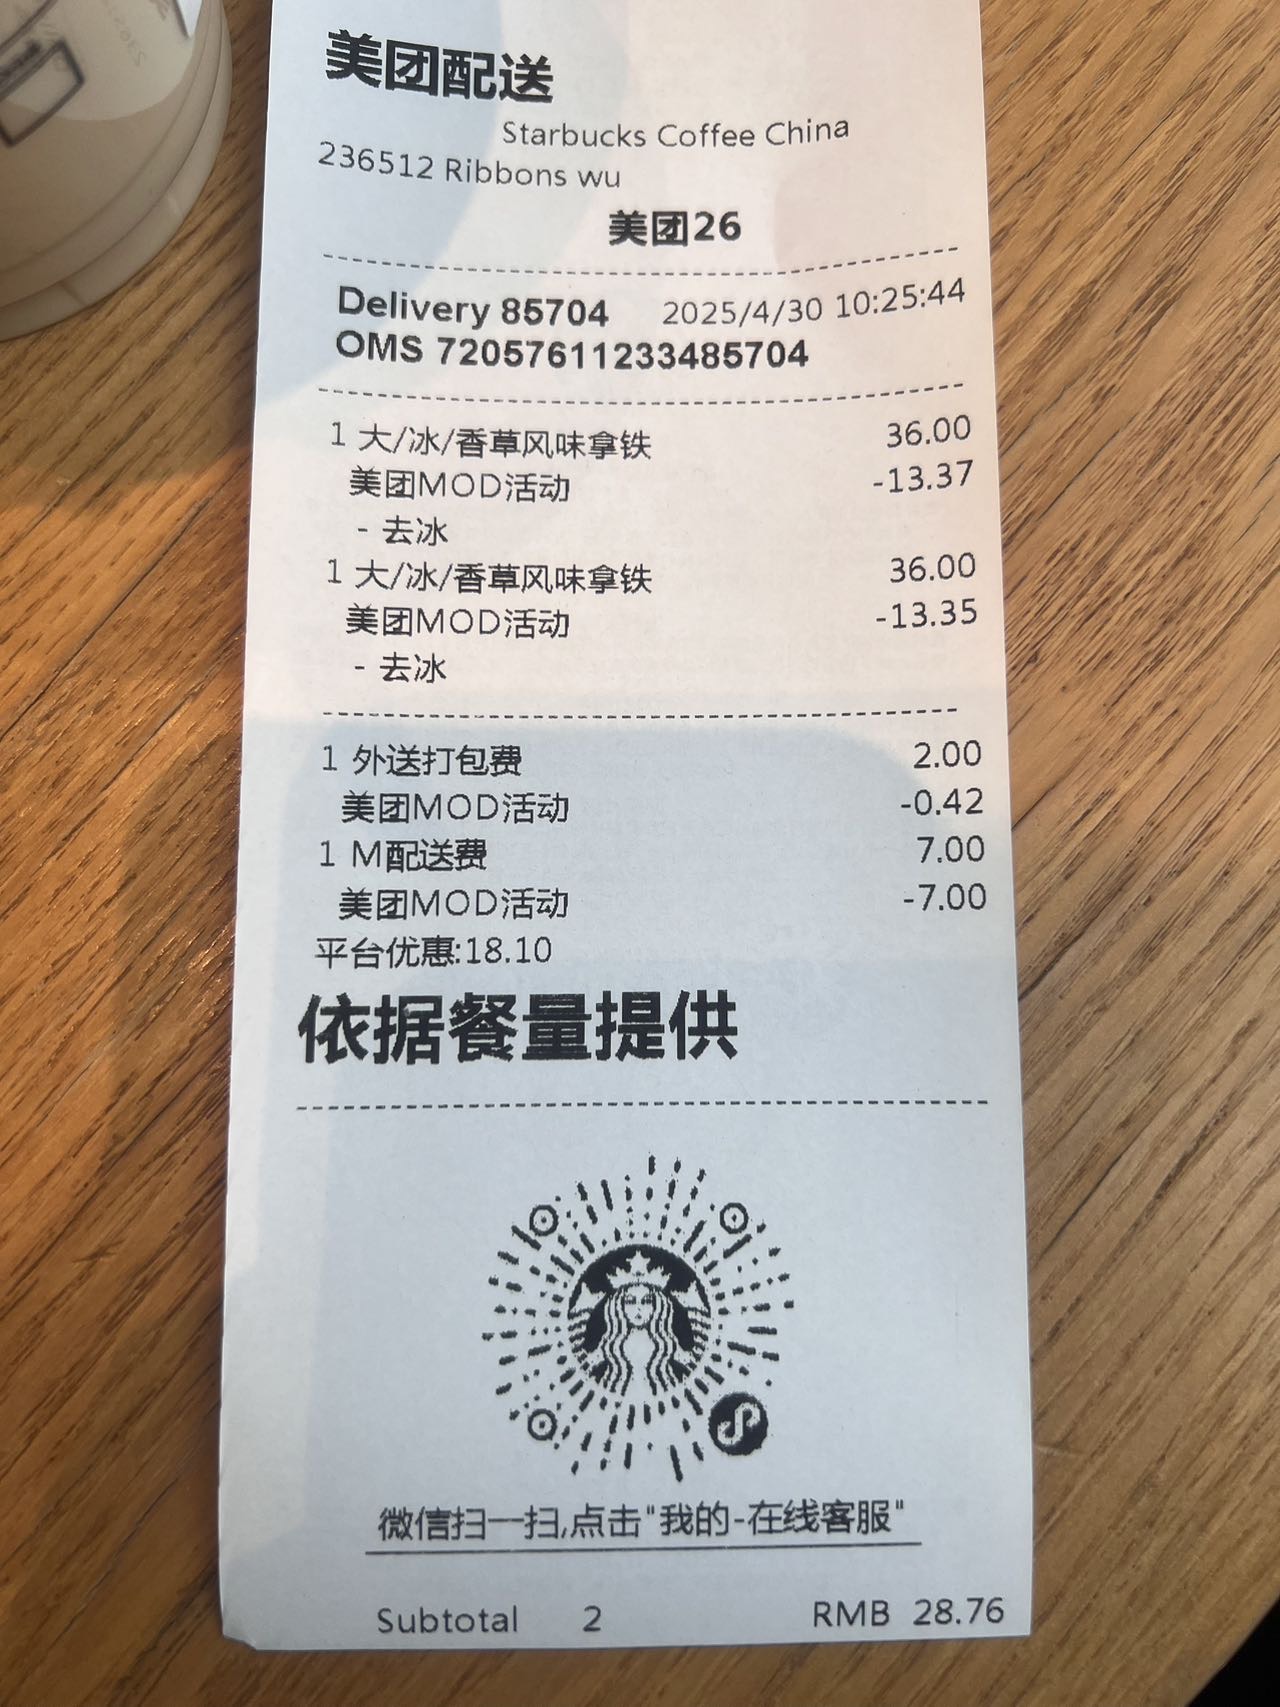 美团配送
Starbucks Coffee China
236512 Ribbons wu
美团26
Delivery 85704 2025/4/30 10:25:44
OMS 72057611233485704
1 大/冰/香草风味拿铁 36.00
美团MOD活动 -13.37
- 去冰
1 大/冰/香草风味拿铁 36.00
美团MOD活动 -13.35
- 去冰
1 外送打包费 2.00
美团MOD活动 -0.42
1 M配送费 7.00
美团MOD活动 -7.00
平台优惠:18.10
依据餐量提供
微信扫一扫,点击"我的-在线客服"
Subtotal 2 RMB 28.76